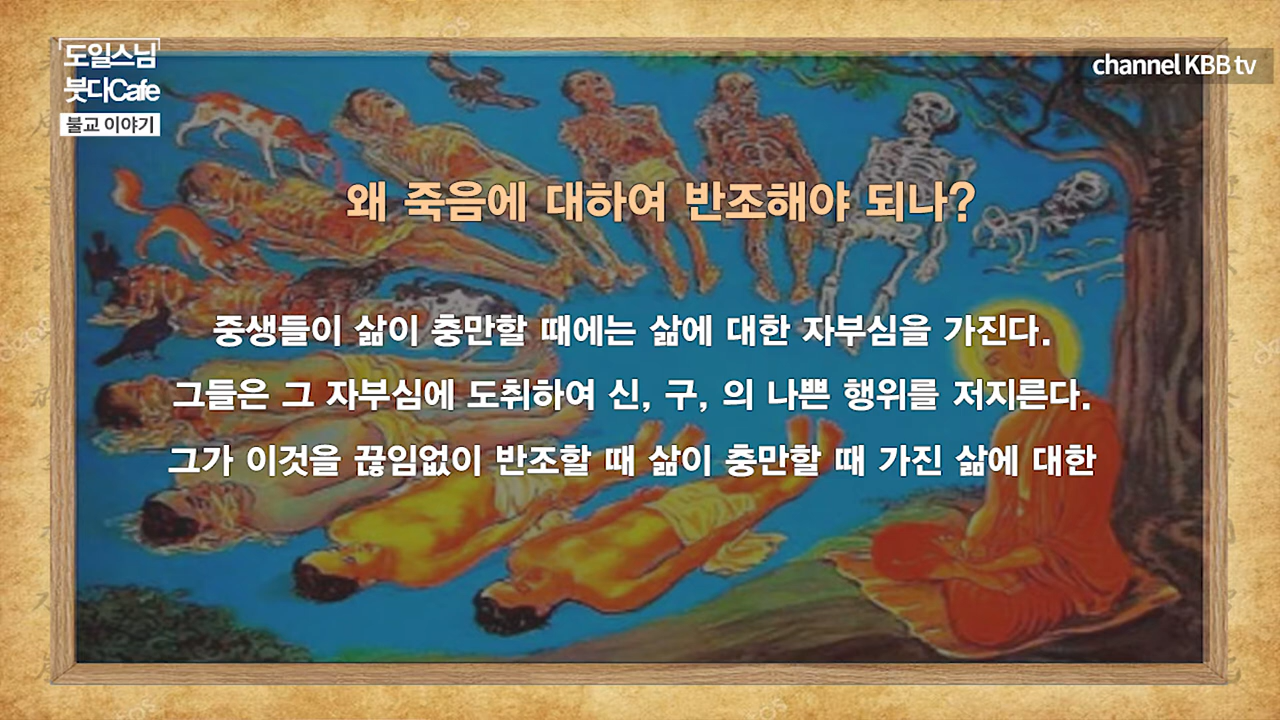 도일스님
붓다Cafe
불교 이야기
channel KBB tv
왜 죽음에 대하여 반조해야 되나?
중생들이 삶이 충만할 때에는 삶에 대한 자부심을 가진다.
그들은 그 자부심에 도취하여 신, 구, 의 나쁜 행위를 저지른다.
그가 이것을 끊임없이 반조할 때 삶이 충만할 때 가진 삶에 대한